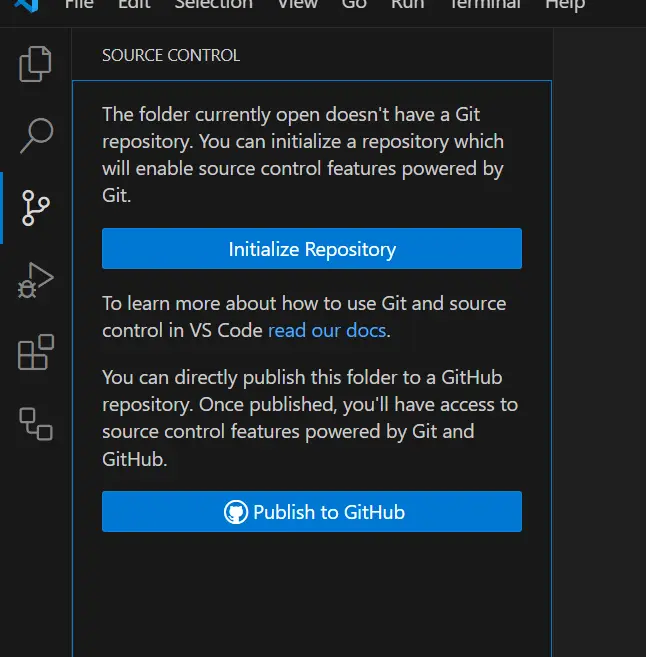 File Edit Selection View Go Run Terminal Help
SOURCE CONTROL
The folder currently open doesn't have a Git
repository. You can initialize a repository which
will enable source control features powered by
Git.
Initialize Repository
To learn more about how to use Git and source
control in VS Code read our docs.
You can directly publish this folder to a GitHub
repository. Once published, you'll have access to
source control features powered by Git and
GitHub.
Publish to GitHub